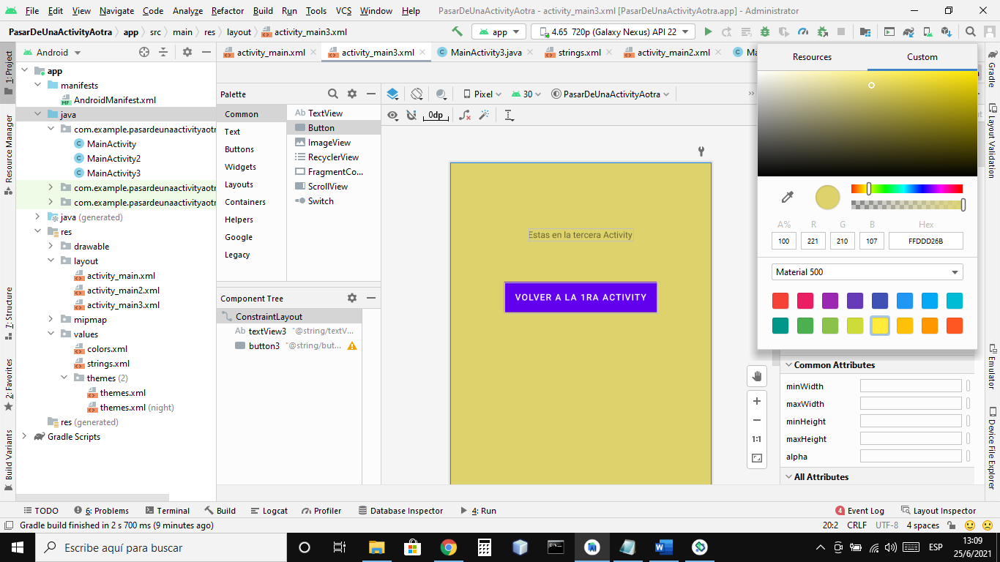 File Edit View Navigate Code Analyze Refactor Build Run Tools VCS Window Help PasarDeUnaActivityAotra - activity_main3.xml [PasarDeUnaActivityAotra.app] - Administrator
PasarDeUnaActivityAotra app src main res layout activity_main3.xml app 4.65 720p (Galaxy Nexus) API 22
Android activity_main.xml activity_main3.xml MainActivity3.java strings.xml activity_main2.xml
Resources Custom
1: Project
Resource Manager
7: Structure
2: Favorites
Build Variants
app
manifests
AndroidManifest.xml
java
com.example.pasardeunaactivityaotr
MainActivity
MainActivity2
MainActivity3
com.example.pasardeunaactivityaotr
com.example.pasardeunaactivityaotr
java (generated)
res
drawable
layout
activity_main.xml
activity_main2.xml
activity_main3.xml
mipmap
values
colors.xml
strings.xml
themes (2)
themes.xml
themes.xml (night)
res (generated)
Gradle Scripts
Palette
Common
Text
Buttons
Widgets
Layouts
Containers
Helpers
Google
Legacy
Ab TextView
Button
ImageView
RecyclerView
FragmentCo...
ScrollView
Switch
Component Tree
ConstraintLayout
Ab textView3 "@string/textV...
button3 "@string/but...
Pixel 30 PasarDeUnaActivityAotra
0dp
Estas en la tercera Activity
VOLVER A LA 1RA ACTIVITY
1:1
A% R G B Hex
100 221 210 107 FFDDD26B
Material 500
Common Attributes
minWidth
maxWidth
minHeight
maxHeight
alpha
All Attributes
Gradle
Layout Validation
Emulator
Device File Explorer
TODO 6: Problems Terminal Build Logcat Profiler Database Inspector 4: Run 4 Event Log Layout Inspector
Gradle build finished in 2 s 700 ms (9 minutes ago) 20:2 CRLF UTF-8 4 spaces
Escribe aquí para buscar ESP 13:09
25/6/2021